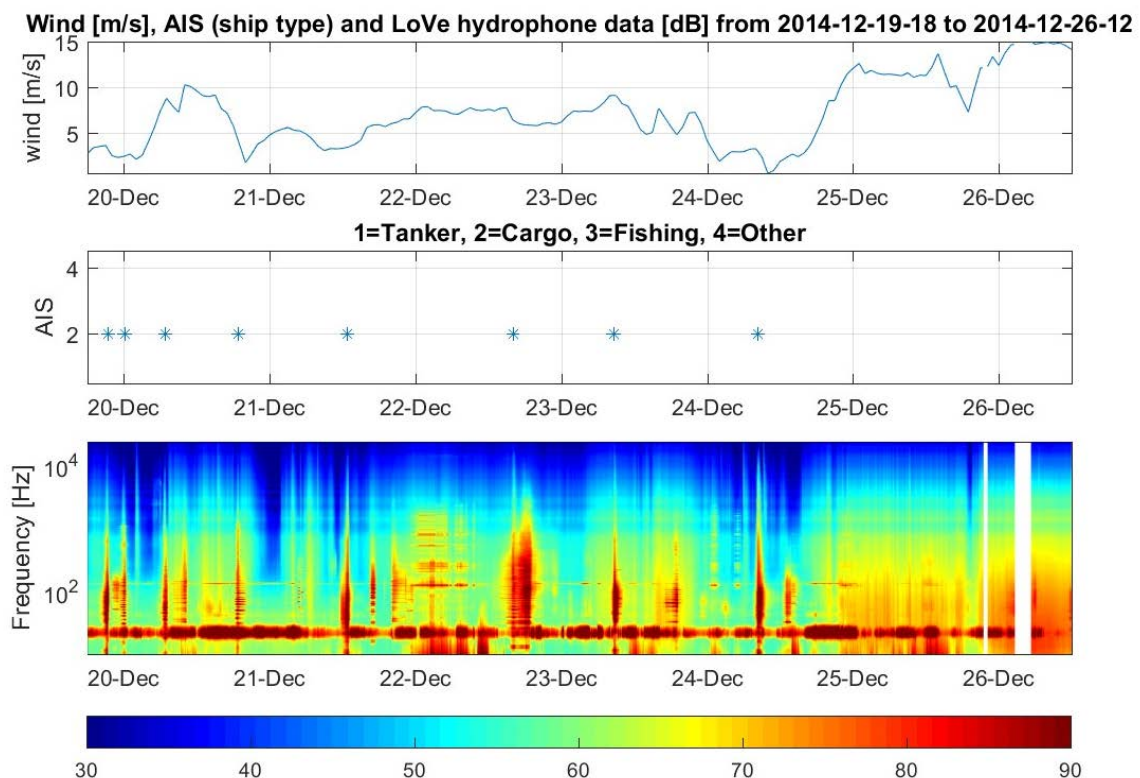 Wind [m/s], AIS (ship type) and LoVe hydrophone data [dB] from 2014-12-19-18 to 2014-12-26-12
wind [m/s]
15
10
5
20-Dec 21-Dec 22-Dec 23-Dec 24-Dec 25-Dec 26-Dec
1=Tanker, 2=Cargo, 3=Fishing, 4=Other
AIS
4
2
20-Dec 21-Dec 22-Dec 23-Dec 24-Dec 25-Dec 26-Dec
Frequency [Hz]
10⁴
10²
20-Dec 21-Dec 22-Dec 23-Dec 24-Dec 25-Dec 26-Dec
30 40 50 60 70 80 90